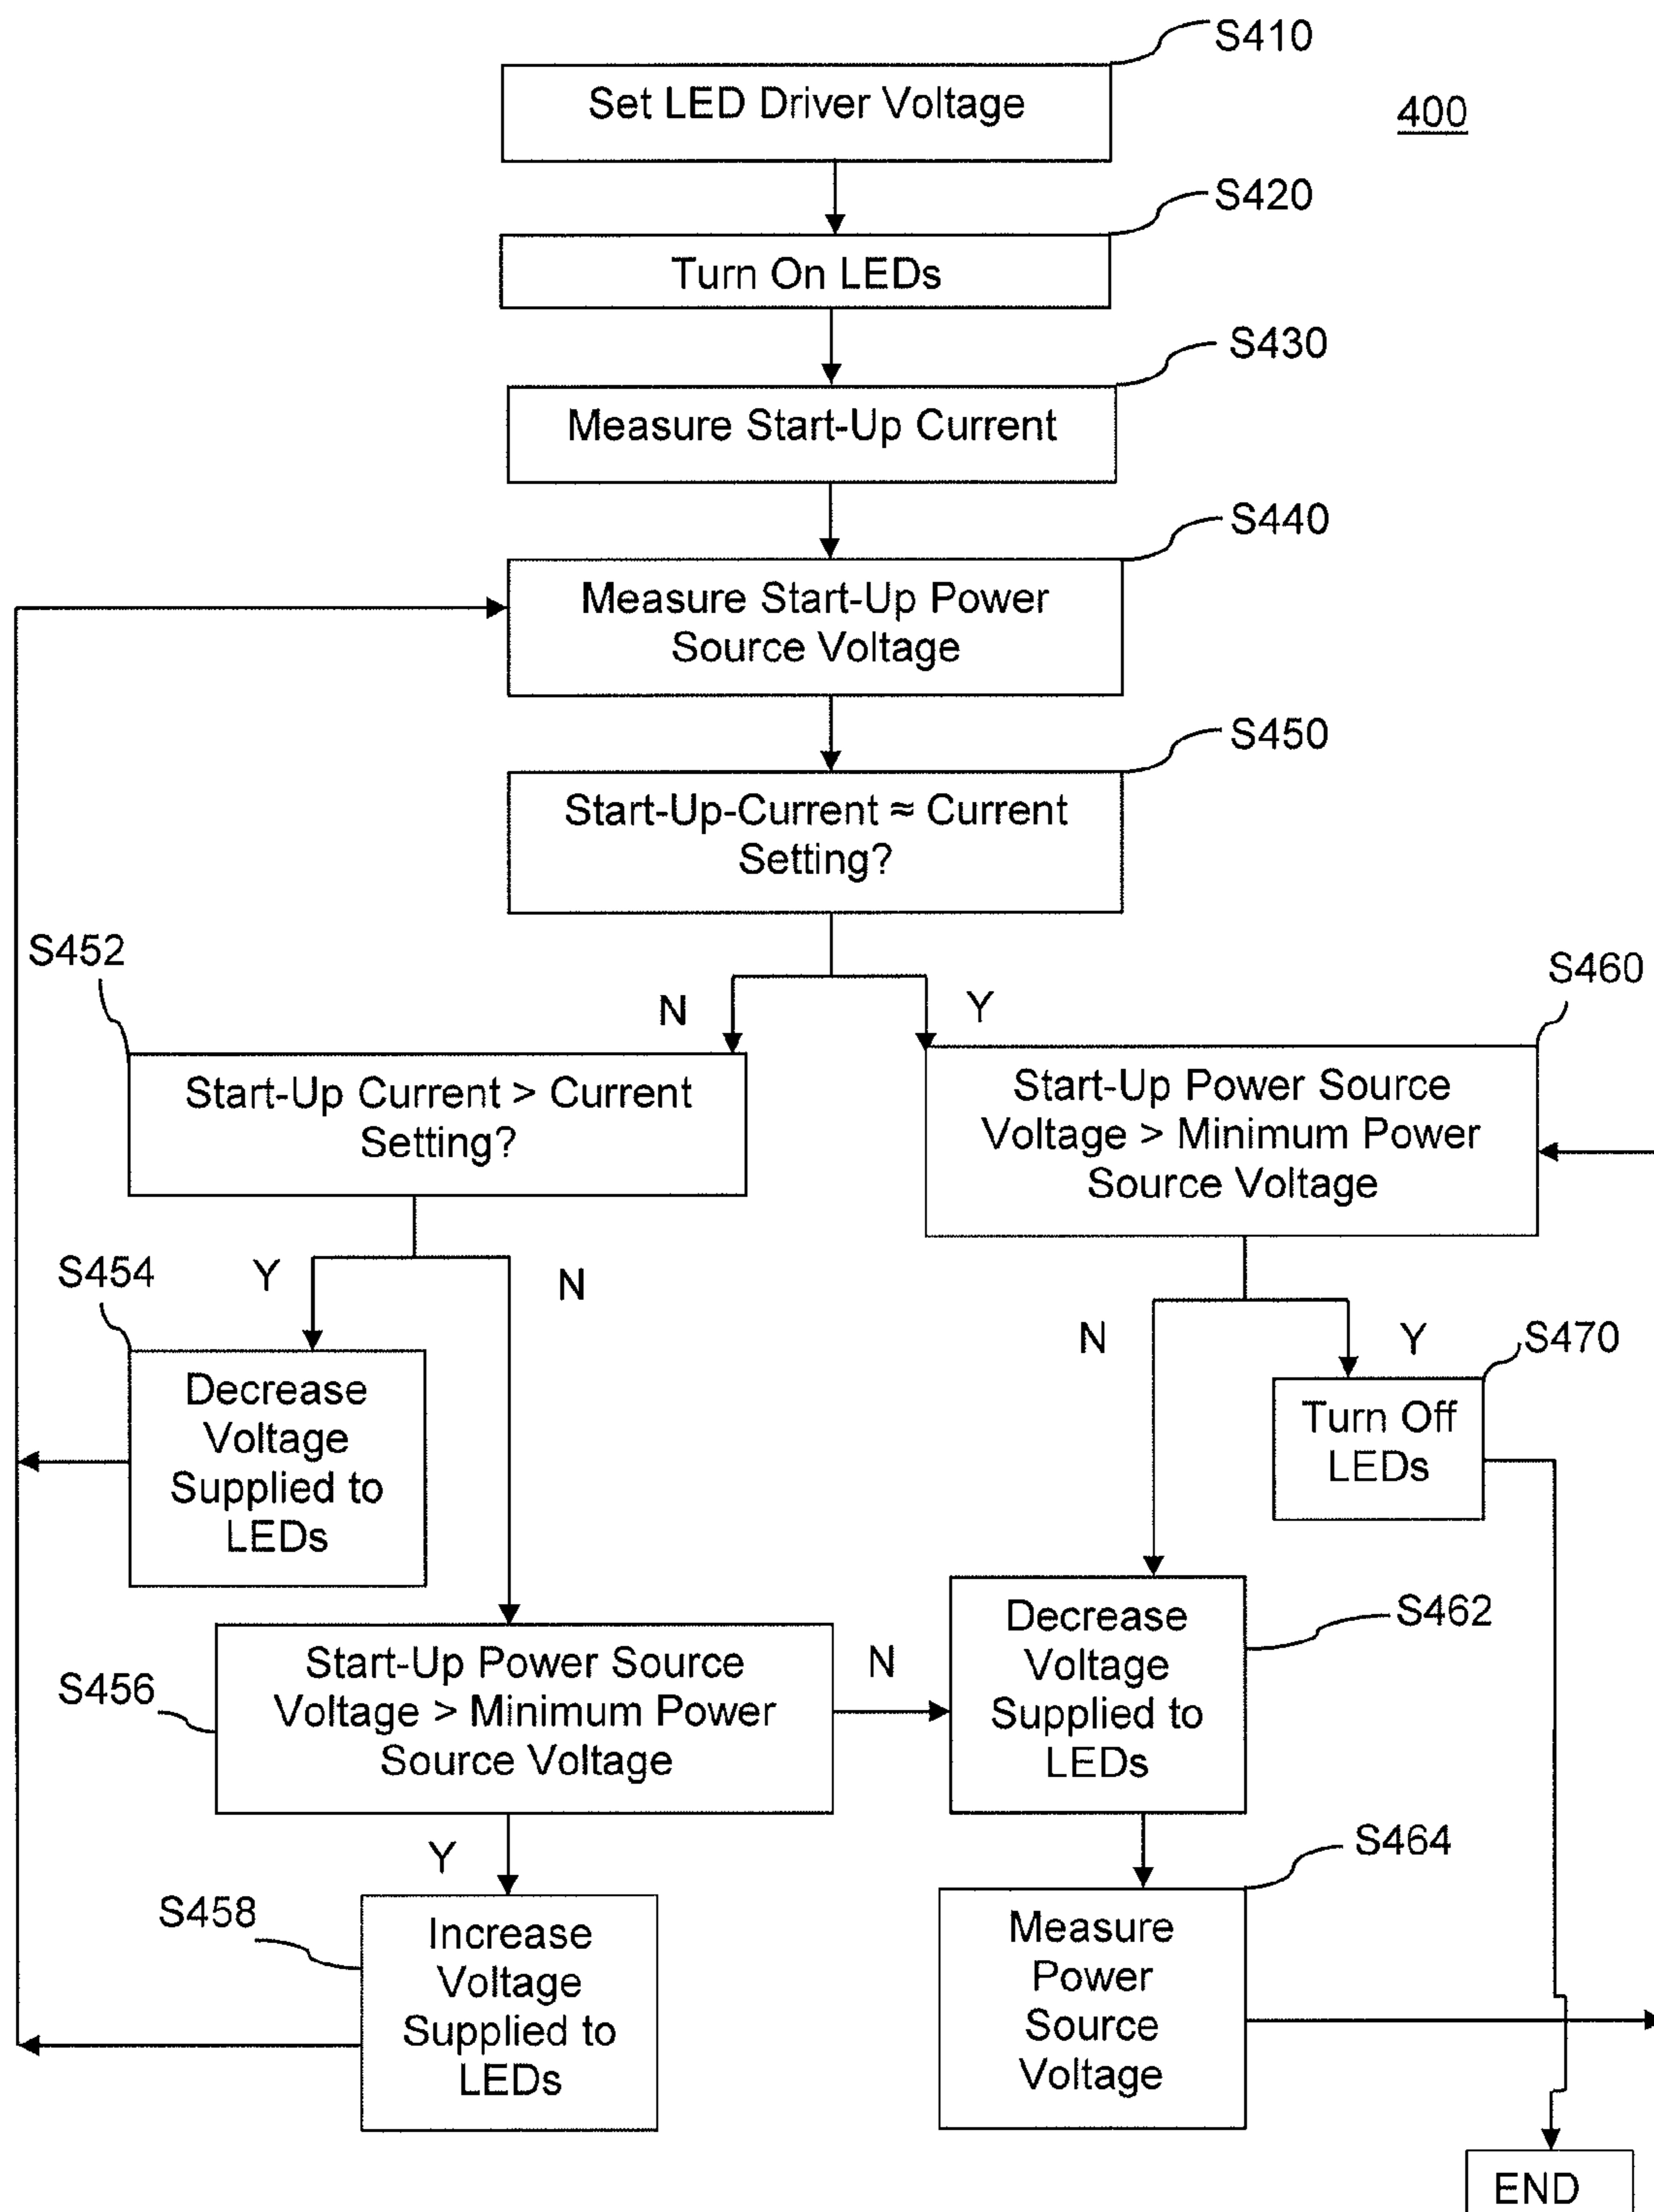 S410
Set LED Driver Voltage
400
S420
Turn On LEDs
S430
Measure Start-Up Current
S440
Measure Start-Up Power
Source Voltage
S450
Start-Up-Current ≈ Current
Setting?
S452
N
Y
S460
Start-Up Current > Current
Setting?
Start-Up Power Source
Voltage > Minimum Power
Source Voltage
S454
Y
N
N
Y
S470
Decrease
Voltage
Supplied to
LEDs
Turn Off
LEDs
S456
Start-Up Power Source
Voltage > Minimum Power
Source Voltage
N
Decrease
Voltage
Supplied to
LEDs
S462
Y
S464
S458
Increase
Voltage
Supplied to
LEDs
Measure
Power
Source
Voltage
END